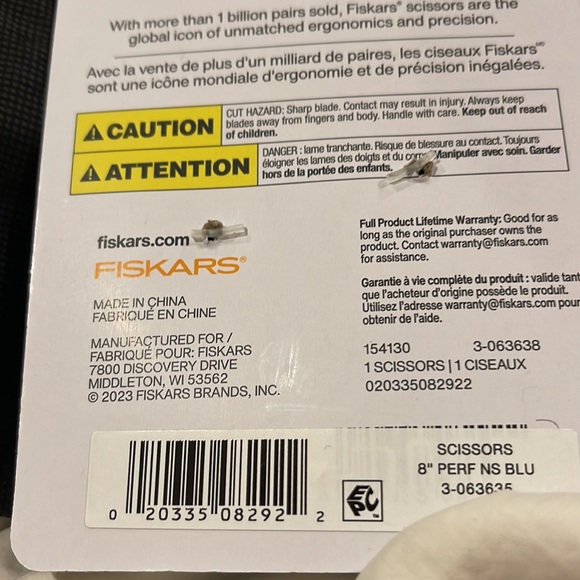 With more than 1 billion pairs sold, Fiskars® scissors are the
global icon of unmatched ergonomics and precision.
Avec la vente de plus d'un milliard de paires, les ciseaux Fiskars
sont une icône mondiale d'ergonomie et de précision inégalées.
CAUTION
CUT HAZARD: Sharp blade. Contact may result in injury. Always keep
blades away from fingers and body. Handle with care. Keep out of reach
of children.
ATTENTION
DANGER : lame tranchante. Risque de blessure au contact. Toujours
éloigner les lames des doigts et du Manipuler avec soin. Garder
hors de la portée des enfants.
fiskars.com
FISKARS®
MADE IN CHINA
FABRIQUÉ EN CHINE
MANUFACTURED FOR /
FABRIQUÉ POUR: FISKARS
7800 DISCOVERY DRIVE
MIDDLETON, WI 53562
© 2023 FISKARS BRANDS, INC.
Full Product Lifetime Warranty: Good for as
long as the original purchaser owns the
product. Contact warranty@fiskars.com
for assistance.
Garantie à vie complète du produit : valide tant
que l'acheteur d'origine possède le produit.
Utilisez l'adresse warranty@fiskars.com pour
obtenir de l'aide.
154130 3-063638
1 SCISSORS | 1 CISEAUX
020335082922
0 20335 08292 2
EPC™
SCISSORS
8" PERF NS BLU
3-063635